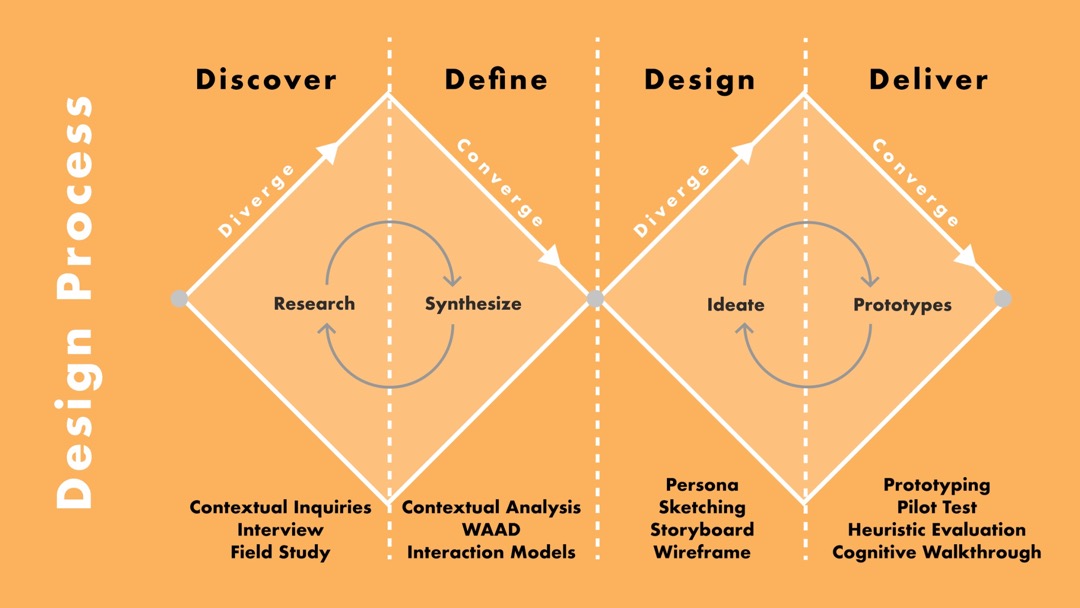 Design Process
Discover
Define
Design
Deliver
Diverge
Converge
Diverge
Converge
Research
Synthesize
Ideate
Prototypes
Contextual Inquiries
Interview
Field Study
Contextual Analysis
WAAD
Interaction Models
Persona
Sketching
Storyboard
Wireframe
Prototyping
Pilot Test
Heuristic Evaluation
Cognitive Walkthrough